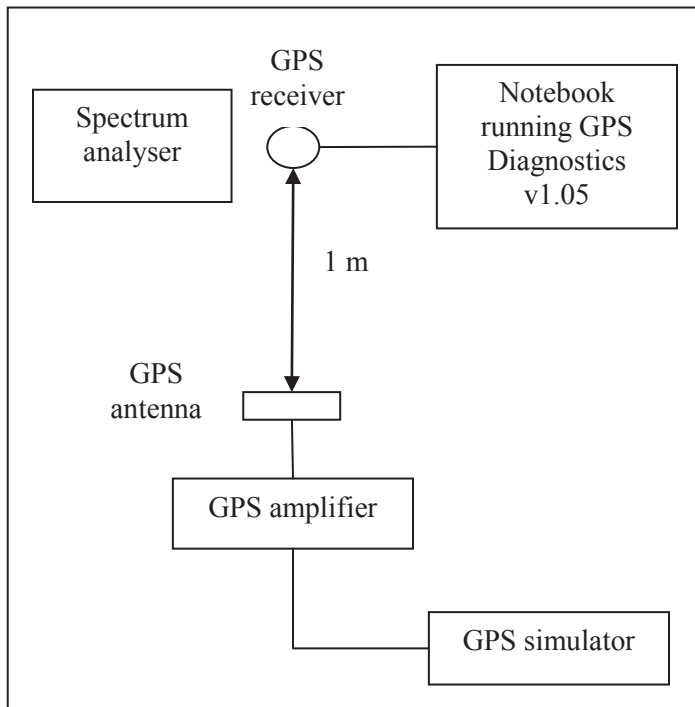 GPS
receiver
Spectrum
analyser
Notebook
running GPS
Diagnostics
v1.05
1 m
GPS
antenna
GPS amplifier
GPS simulator